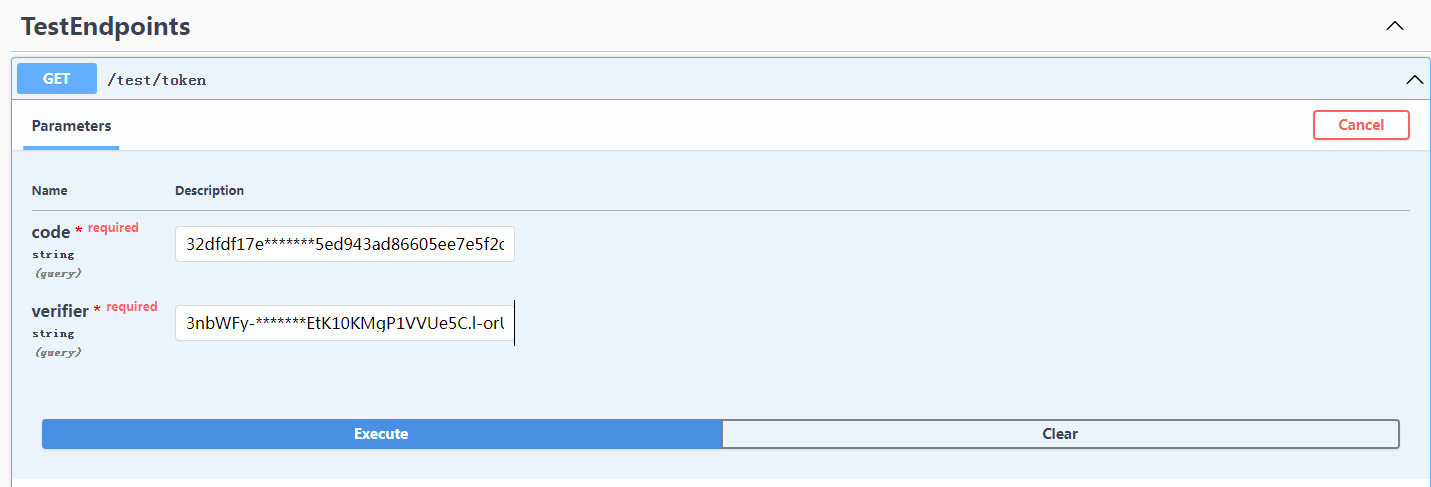 TestEndpoints
GET /test/token
Parameters Cancel
Name Description
code * required 32dfdf17e*******5ed943ad86605ee7e5f2c
string
(query)
verifier * required 3nbWFy-*******EtK10KMgP1VVUe5C.l-orU
string
(query)
Execute Clear